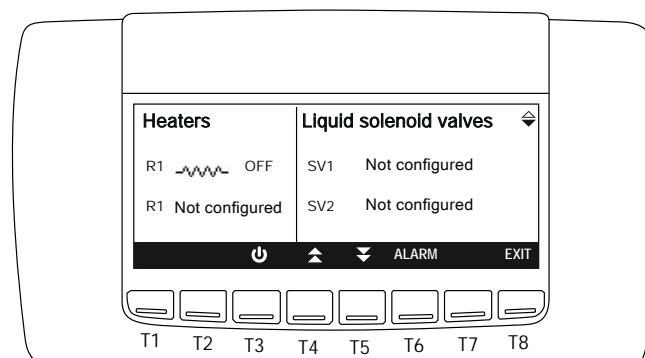 Heaters
R1 OFF
R1 Not configured
Liquid solenoid valves
SV1 Not configured
SV2 Not configured
ALARM EXIT
T1 T2 T3 T4 T5 T6 T7 T8